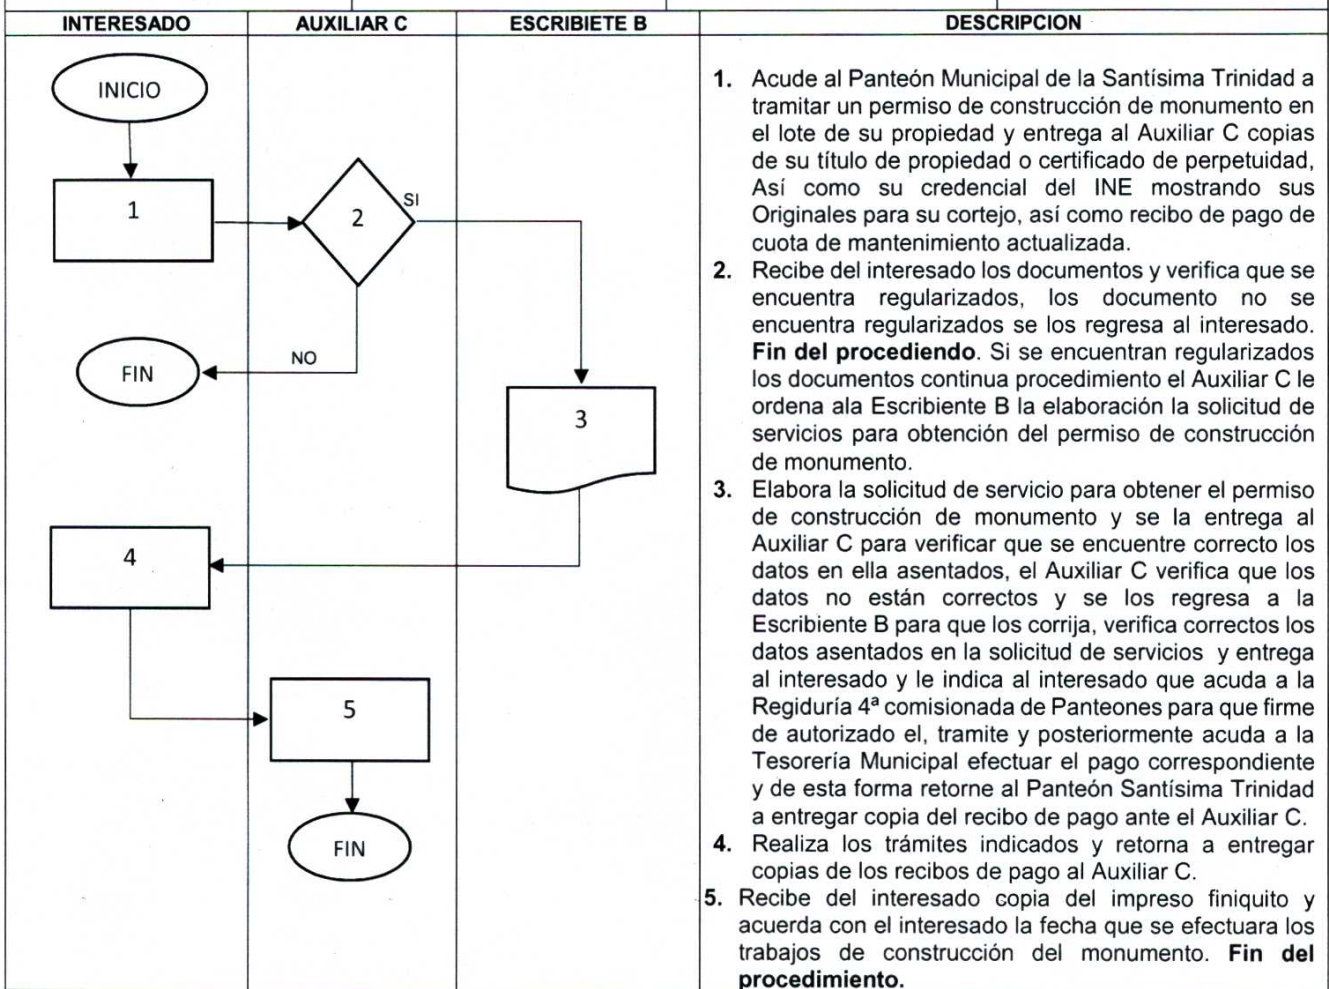 INTERESADO
AUXILIAR C
ESCRIBIETE B
DESCRIPCION
INICIO
1
2
SI
NO
FIN
3
4
5
FIN
1. Acude al Panteón Municipal de la Santísima Trinidad a
tramitar un permiso de construcción de monumento en
el lote de su propiedad y entrega al Auxiliar C copias
de su título de propiedad o certificado de perpetuidad,
Así como su credencial del INE mostrando sus
Originales para su cortejo, así como recibo de pago de
cuota de mantenimiento actualizada.
2. Recibe del interesado los documentos y verifica que se
encuentra regularizados, los documento no se
encuentra regularizados se los regresa al interesado.
Fin del procediendo. Si se encuentran regularizados
los documentos continua procedimiento el Auxiliar C le
ordena ala Escribiente B la elaboración la solicitud de
servicios para obtención del permiso de construcción
de monumento.
3. Elabora la solicitud de servicio para obtener el permiso
de construcción de monumento y se la entrega al
Auxiliar C para verificar que se encuentre correcto los
datos en ella asentados, el Auxiliar C verifica que los
datos no están correctos y se los regresa a la
Escribiente B para que los corrija, verifica correctos los
datos asentados en la solicitud de servicios y entrega
al interesado y le indica al interesado que acuda a la
Regiduría 4ª comisionada de Panteones para que firme
de autorizado el, tramite y posteriormente acuda a la
Tesorería Municipal efectuar el pago correspondiente
y de esta forma retorne al Panteón Santísima Trinidad
a entregar copia del recibo de pago ante el Auxiliar C.
4. Realiza los trámites indicados y retorna a entregar
copias de los recibos de pago al Auxiliar C.
5. Recibe del interesado copia del impreso finiquito y
acuerda con el interesado la fecha que se efectuara los
trabajos de construcción del monumento. Fin del
procedimiento.